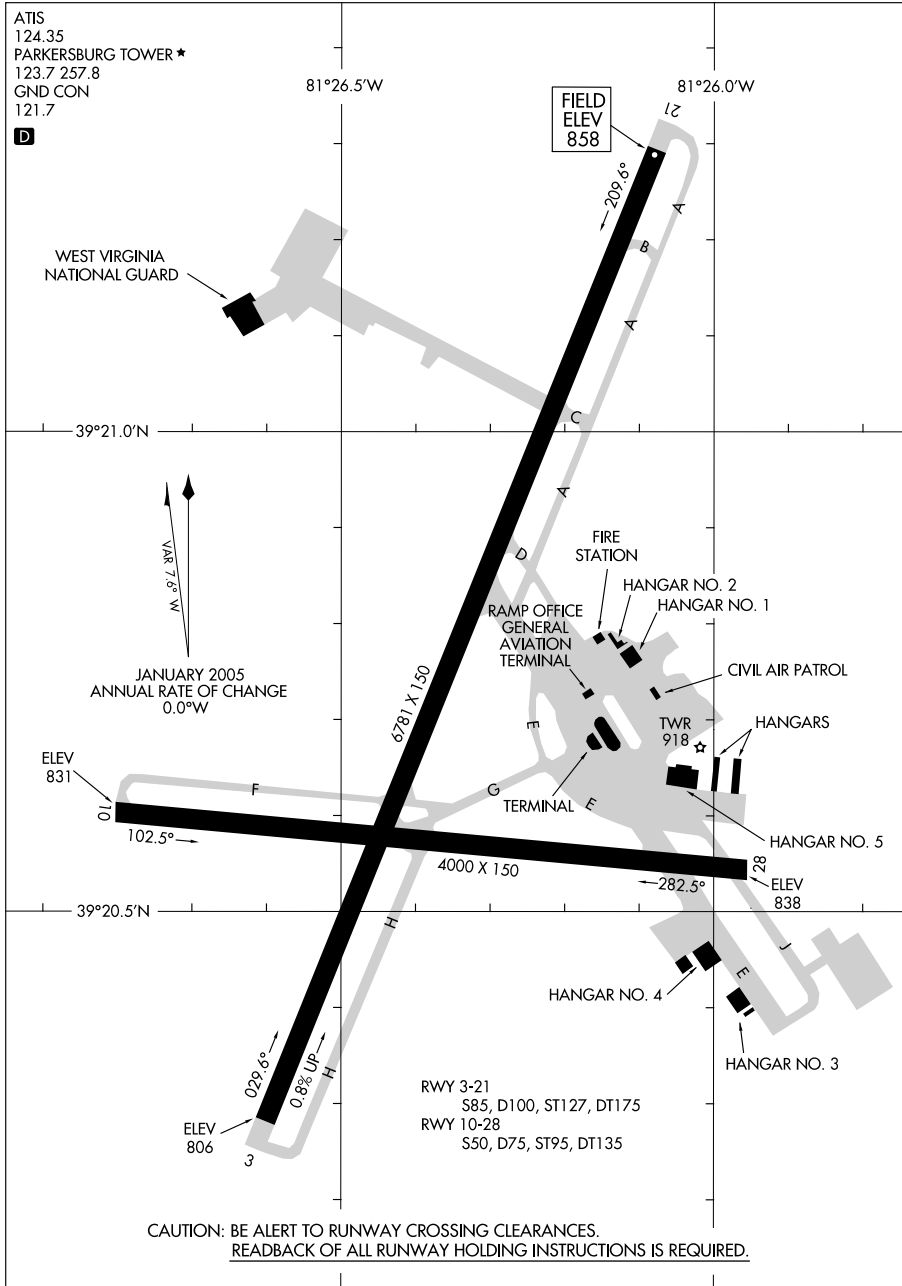 ATIS
124.35
PARKERSBURG TOWER ★
123.7 257.8
GND CON
121.7
D
81°26.5'W
81°26.0'W
FIELD
ELEV
858
21
209.6°
A
B
A
WEST VIRGINIA
NATIONAL GUARD
C
39°21.0'N
A
VAR 7.6° W
D
FIRE
STATION
HANGAR NO. 2
HANGAR NO. 1
RAMP OFFICE
GENERAL
AVIATION
TERMINAL
JANUARY 2005
ANNUAL RATE OF CHANGE
0.0°W
CIVIL AIR PATROL
6781 X 150
E
TWR
918
HANGARS
ELEV
831
F
G
E
TERMINAL
10
102.5°
HANGAR NO. 5
4000 X 150
28
282.5°
ELEV
838
39°20.5'N
H
J
E
HANGAR NO. 4
HANGAR NO. 3
029.6°
0.8% UP
H
RWY 3-21
S85, D100, ST127, DT175
RWY 10-28
S50, D75, ST95, DT135
ELEV
806
3
CAUTION: BE ALERT TO RUNWAY CROSSING CLEARANCES.
READBACK OF ALL RUNWAY HOLDING INSTRUCTIONS IS REQUIRED.